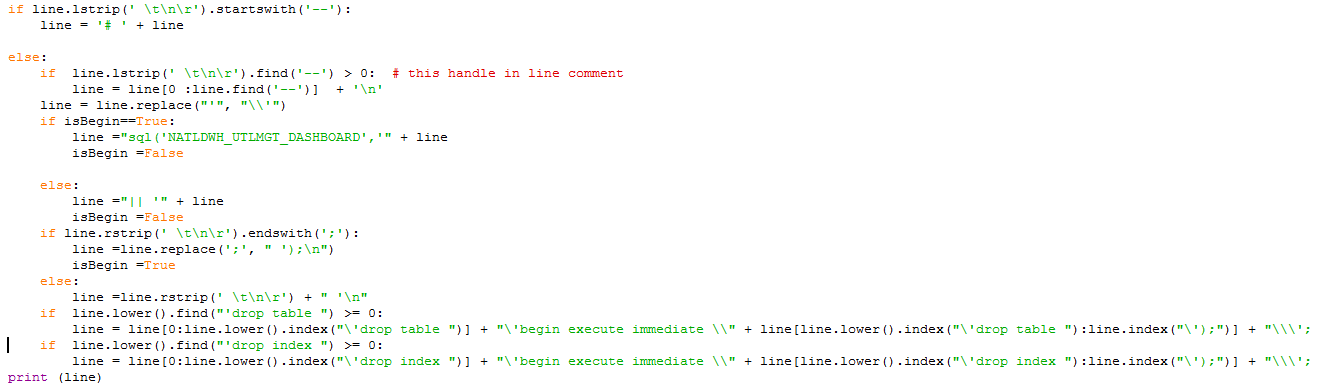 if line.lstrip(' \t\n\r').startswith('--'):
    line = '# ' + line

else:
    if  line.lstrip(' \t\n\r').find('--') > 0:  # this handle in line comment
        line = line[0 :line.find('--')]  + '\n'
    line = line.replace("'", "\\'")
    if isBegin==True:
        line ="sql('NATLDWH_UTLMGT_DASHBOARD','" + line
        isBegin =False

    else:
        line ="|| '" + line
        isBegin =False
    if line.rstrip(' \t\n\r').endswith(';'):
        line =line.replace(';', " ');\n")
        isBegin =True
    else:
        line =line.rstrip(' \t\n\r') + " '\n"
    if  line.lower().find("'drop table ") >= 0:
        line = line[0:line.lower().index("\'drop table ")] + "\'begin execute immediate \\" + line[line.lower().index("\'drop table "):line.index("\');")] + "\\\';
    if  line.lower().find("'drop index ") >= 0:
        line = line[0:line.lower().index("\'drop index ")] + "\'begin execute immediate \\" + line[line.lower().index("\'drop index "):line.index("\');")] + "\\\';
print (line)